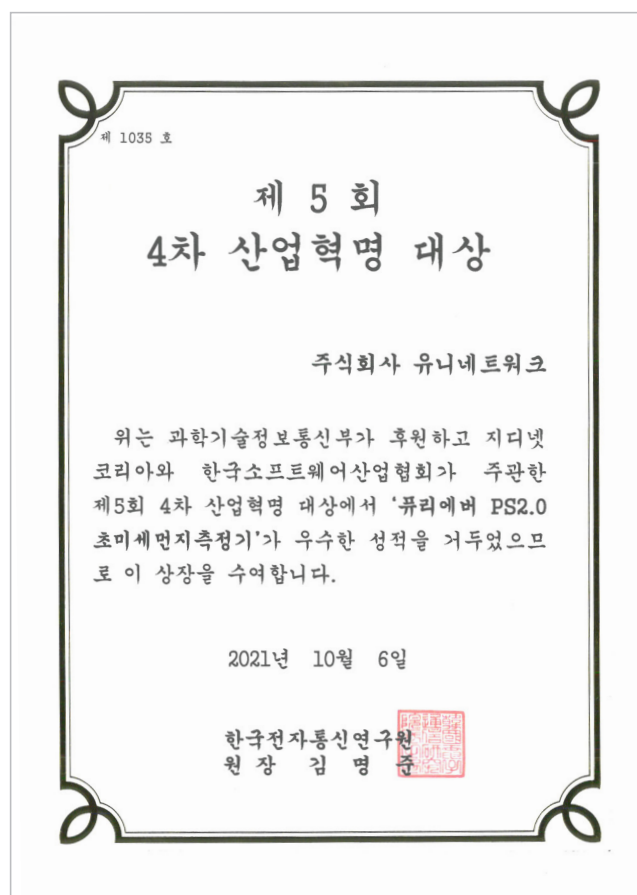 제 1035 호
제 5 회
4차 산업혁명 대상
주식회사 유니네트워크
위는 과학기술정보통신부가 후원하고 지디넷
코리아와 한국소프트웨어산업협회가 주관한
제5회 4차 산업혁명 대상에서 '퓨리에버 PS2.0
초미세먼지측정기'가 우수한 성적을 거두었으므
로 이 상장을 수여합니다.
2021년 10월 6일
한국전자통신연구원
원장 김명준